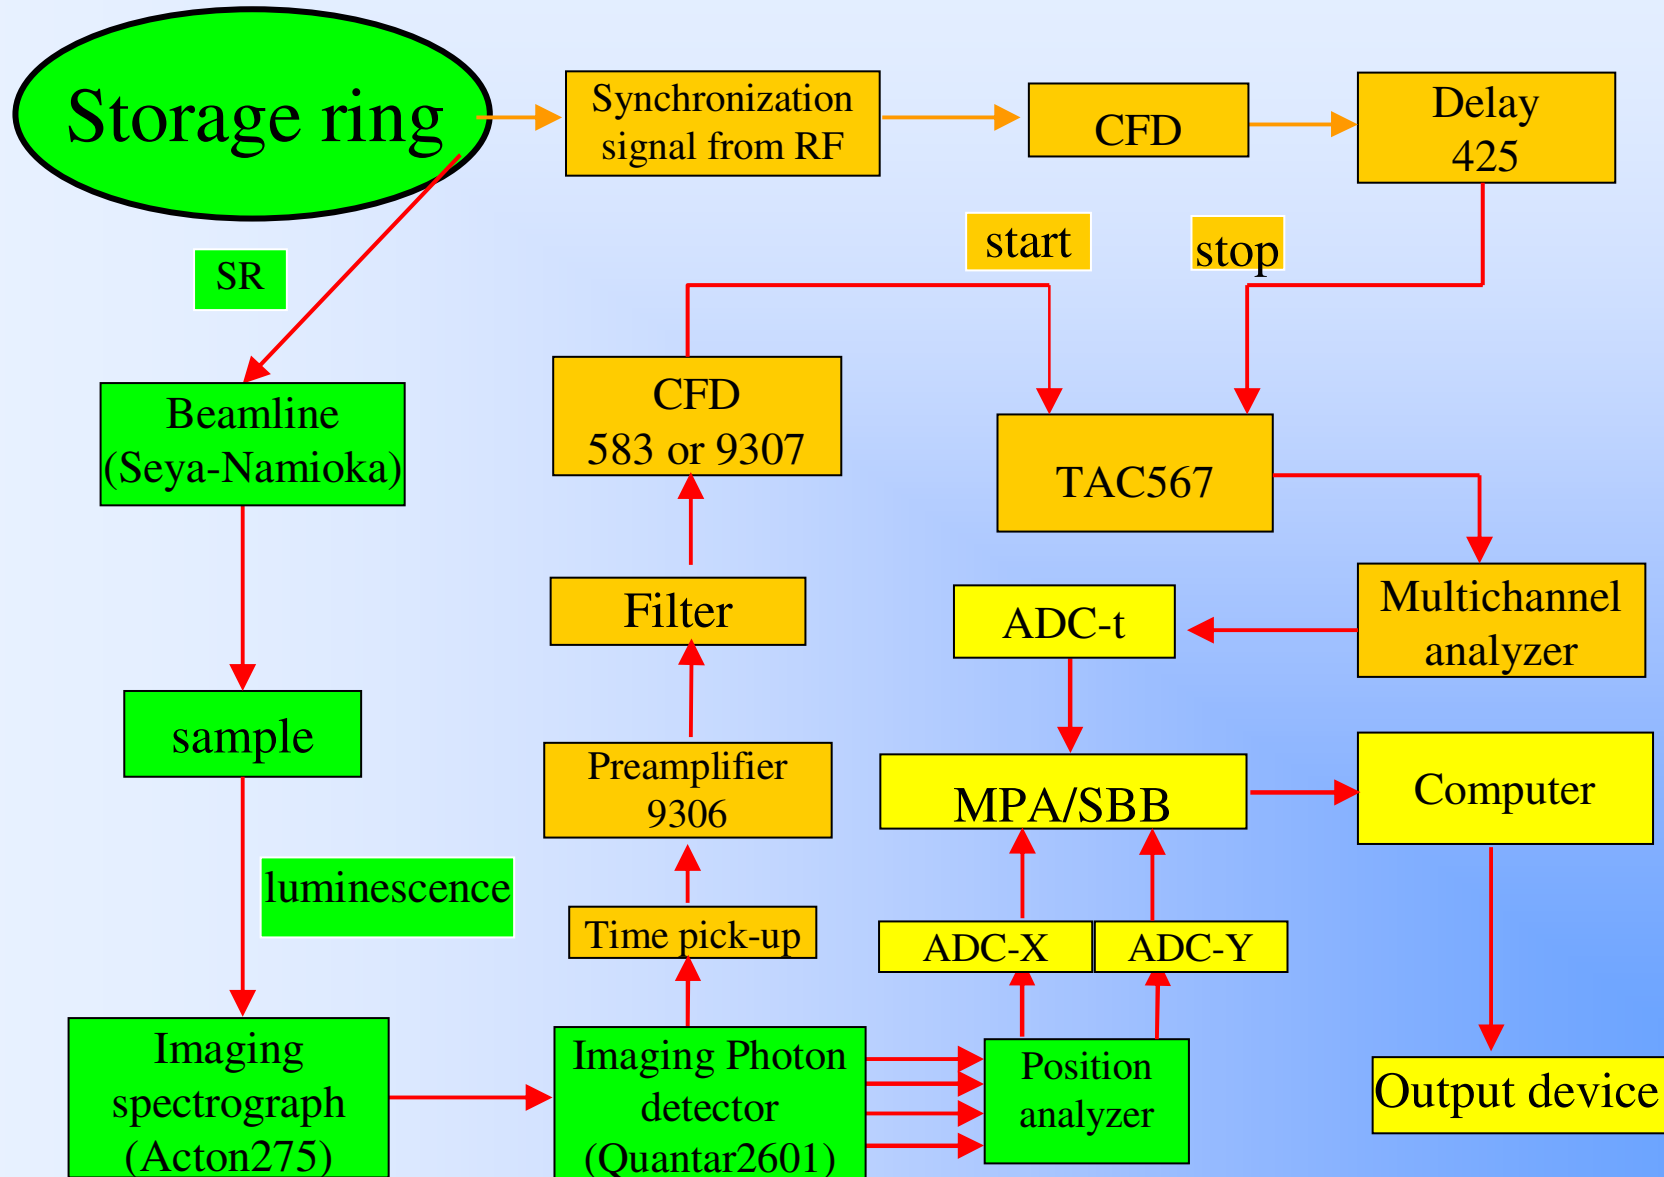 Storage ring
Synchronization
signal from RF
CFD
Delay
425
start
stop
SR
Beamline
(Seya-Namioka)
CFD
583 or 9307
TAC567
Filter
ADC-t
Multichannel
analyzer
sample
Preamplifier
9306
MPA/SBB
Computer
luminescence
Time pick-up
ADC-X
ADC-Y
Imaging
spectrograph
(Acton275)
Imaging Photon
detector
(Quantar2601)
Position
analyzer
Output device